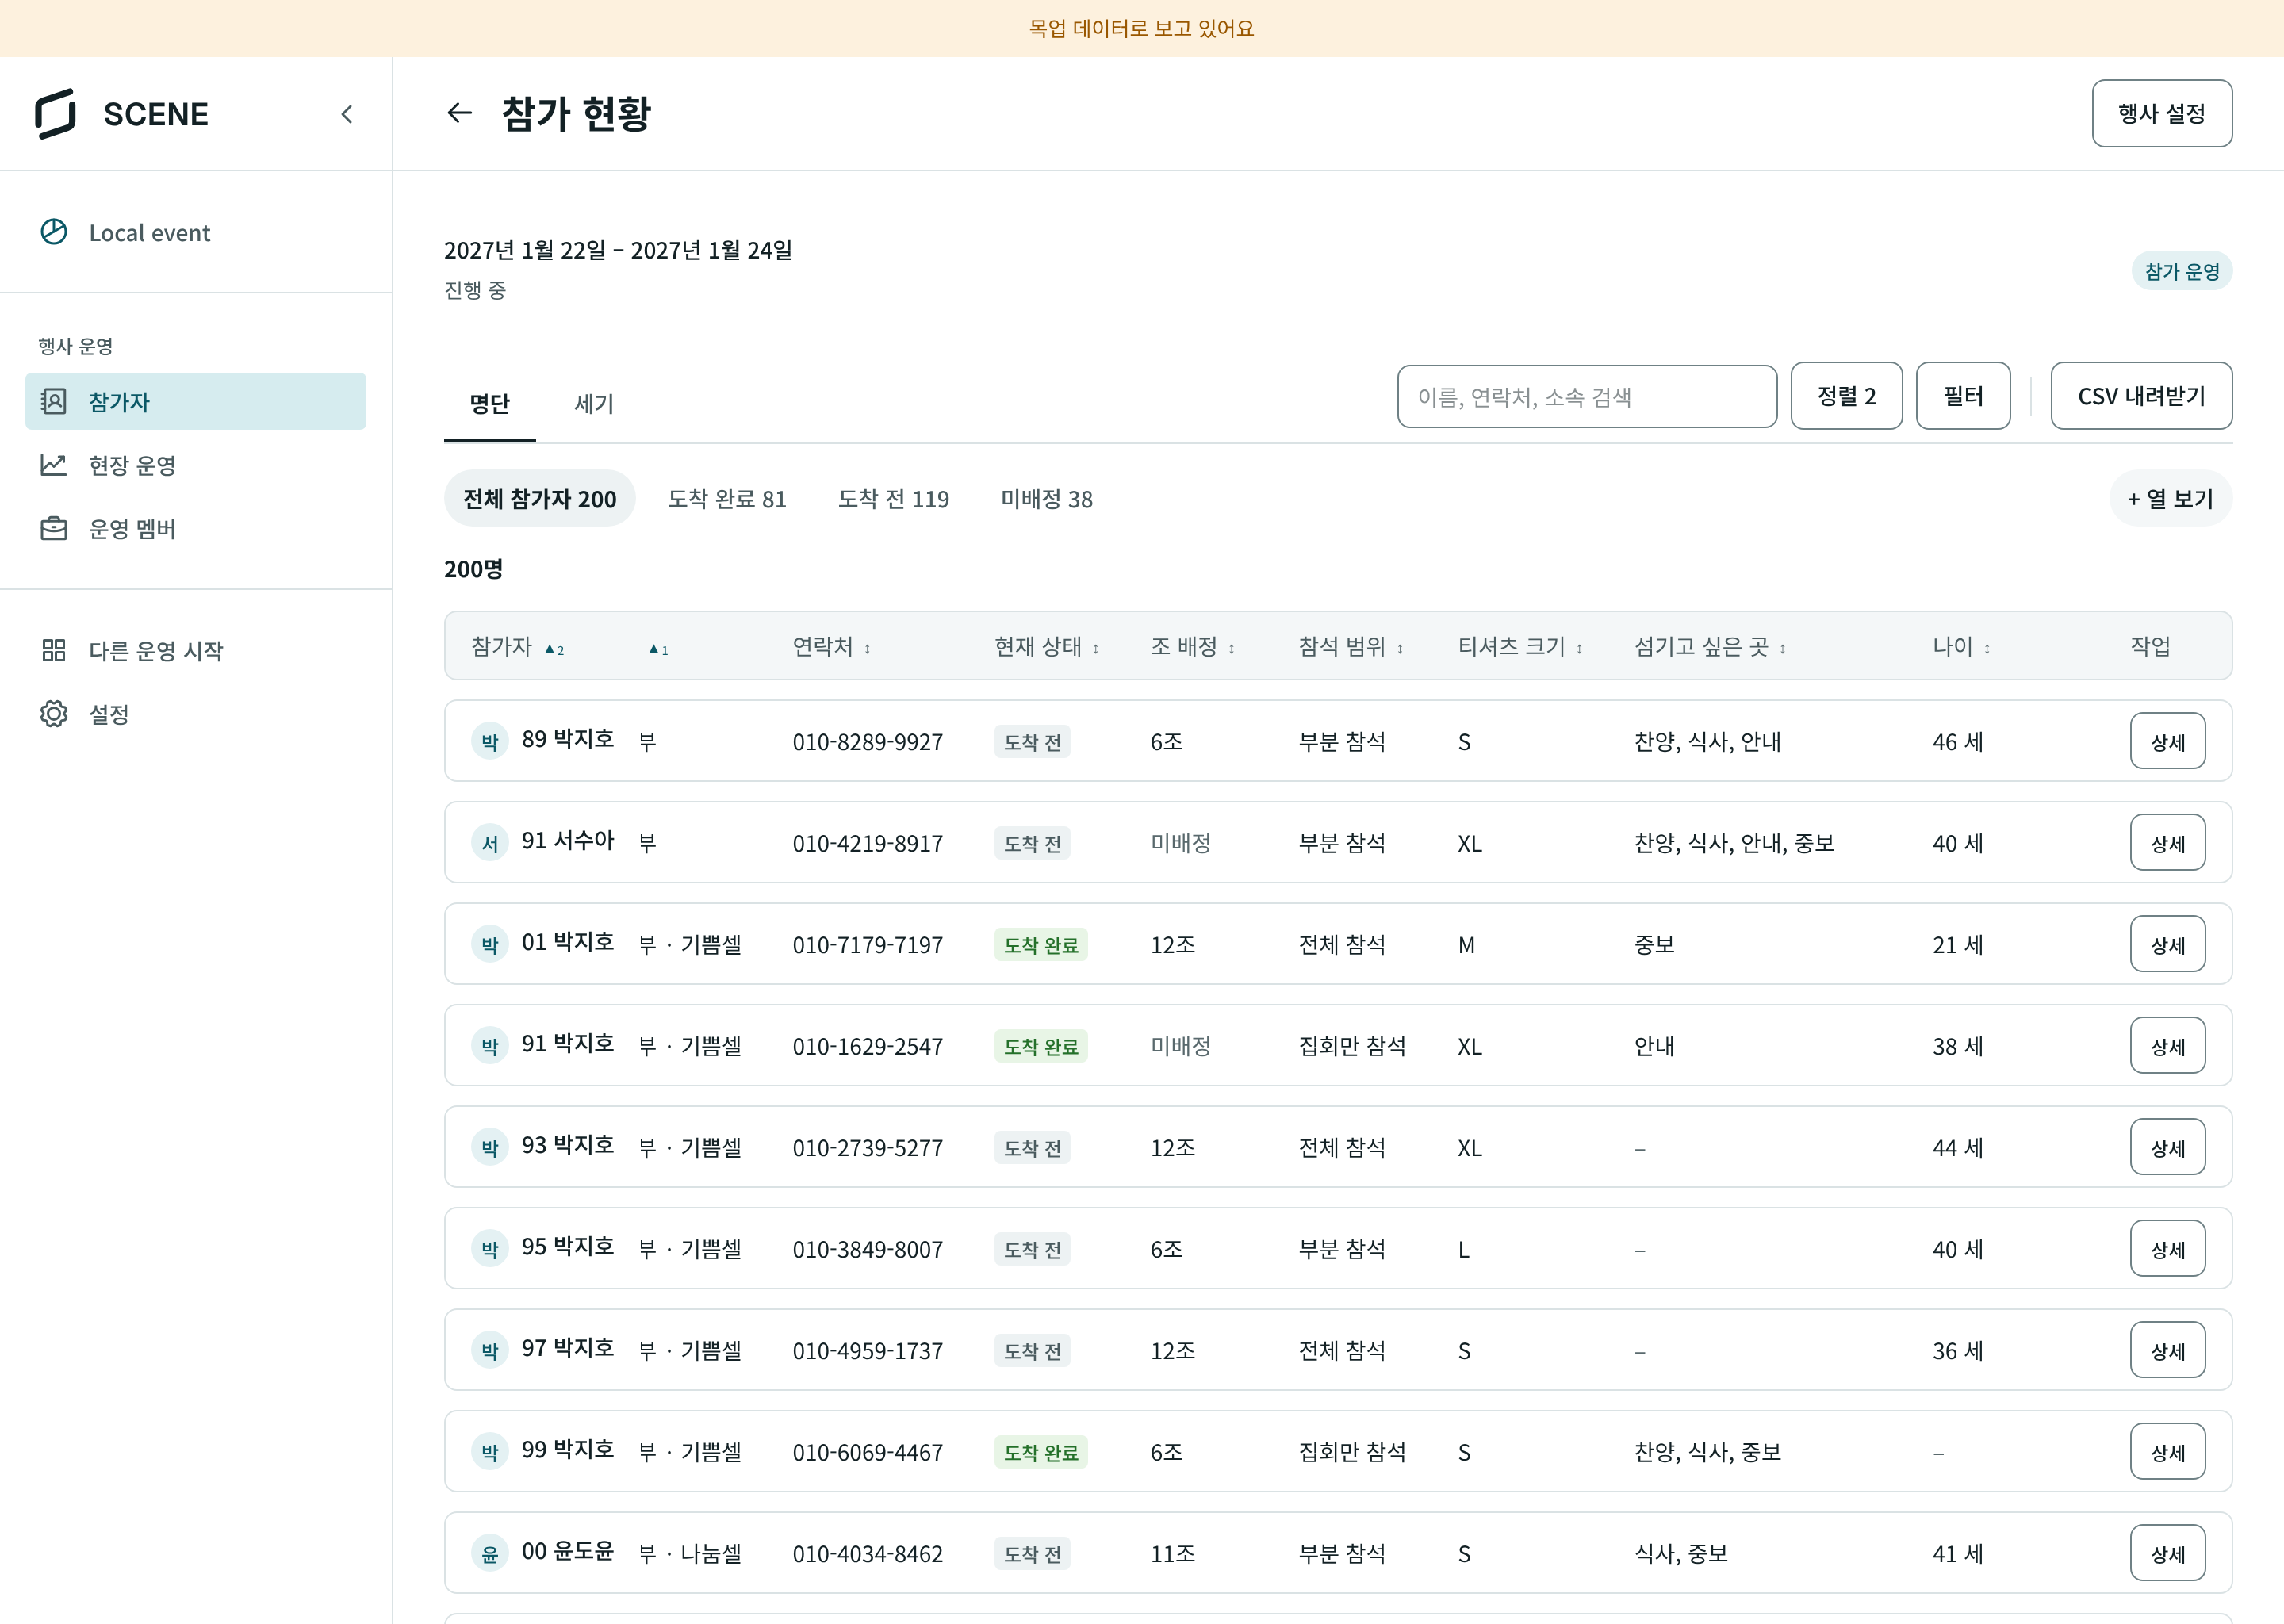 목업 데이터로 보고 있어요
SCENE
참가 현황
행사 설정
Local event
2027년 1월 22일 – 2027년 1월 24일
진행 중
참가 운영
행사 운영
참가자
현장 운영
운영 멤버
다른 운영 시작
설정
명단 세기
이름, 연락처, 소속 검색
정렬 2
필터
CSV 내려받기
전체 참가자 200 도착 완료 81 도착 전 119 미배정 38
+ 열 보기
200명
참가자 ▲2 ▲1 연락처 ↕ 현재 상태 ↕ 조 배정 ↕ 참석 범위 ↕ 티셔츠 크기 ↕ 섬기고 싶은 곳 ↕ 나이 ↕ 작업
박 89 박지호 부 010-8289-9927 도착 전 6조 부분 참석 S 찬양, 식사, 안내 46 세 상세
서 91 서수아 부 010-4219-8917 도착 전 미배정 부분 참석 XL 찬양, 식사, 안내, 중보 40 세 상세
박 01 박지호 부 · 기쁨셀 010-7179-7197 도착 완료 12조 전체 참석 M 중보 21 세 상세
박 91 박지호 부 · 기쁨셀 010-1629-2547 도착 완료 미배정 집회만 참석 XL 안내 38 세 상세
박 93 박지호 부 · 기쁨셀 010-2739-5277 도착 전 12조 전체 참석 XL – 44 세 상세
박 95 박지호 부 · 기쁨셀 010-3849-8007 도착 전 6조 부분 참석 L – 40 세 상세
박 97 박지호 부 · 기쁨셀 010-4959-1737 도착 전 12조 전체 참석 S – 36 세 상세
박 99 박지호 부 · 기쁨셀 010-6069-4467 도착 완료 6조 집회만 참석 S 찬양, 식사, 중보 – 상세
윤 00 윤도윤 부 · 나눔셀 010-4034-8462 도착 전 11조 부분 참석 S 식사, 중보 41 세 상세